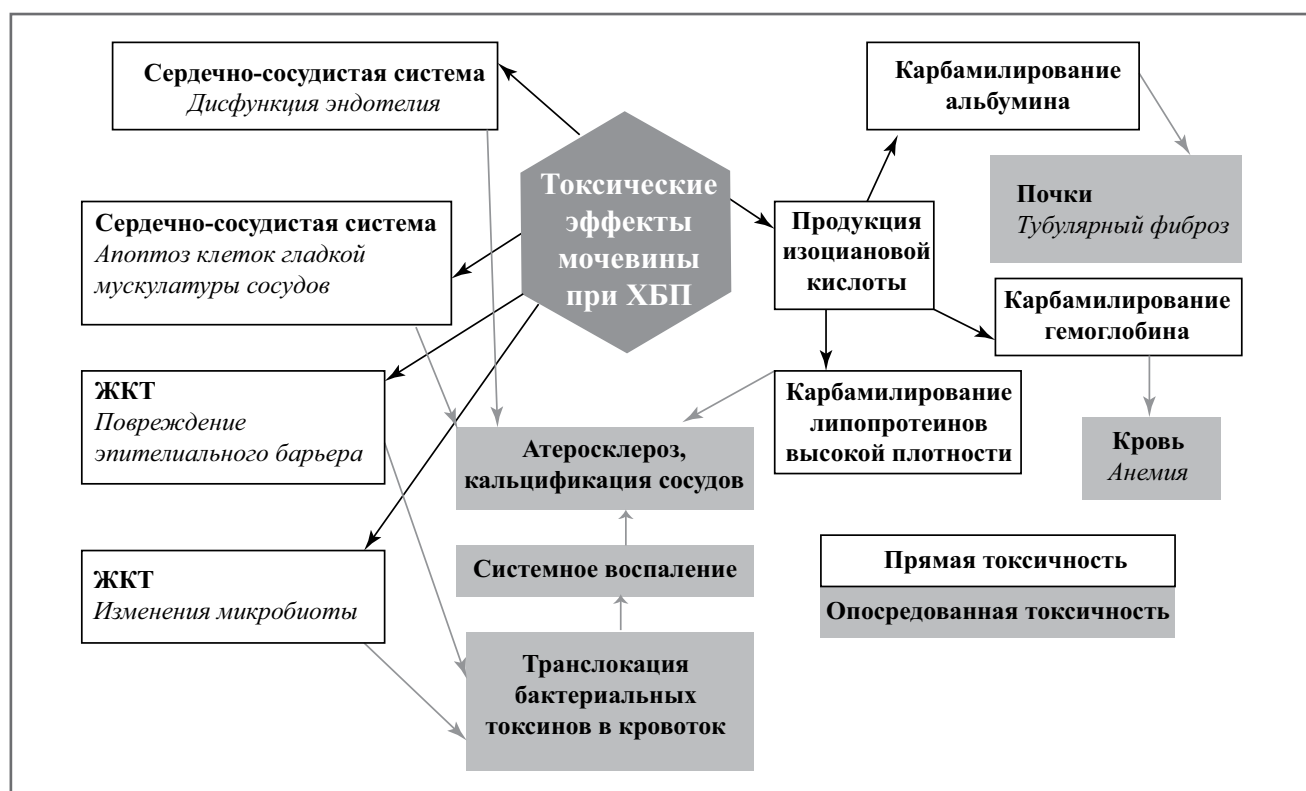 Сердечно-сосудистая система
Дисфункция эндотелия
Сердечно-сосудистая система
Апоптоз клеток гладкой
мускулатуры сосудов
ЖКТ
Повреждение
эпителиального барьера
ЖКТ
Изменения микробиоты
Токсические
эффекты
мочевины
при ХБП
Атеросклероз,
кальцификация сосудов
Системное воспаление
Транслокация
бактериальных
токсинов в кровоток
Продукция
изоциановой
кислоты
Карбамилирование
альбумина
Почки
Тубулярный фиброз
Карбамилирование
гемоглобина
Карбамилирование
липопротеинов
высокой плотности
Кровь
Анемия
Прямая токсичность
Опосредованная токсичность